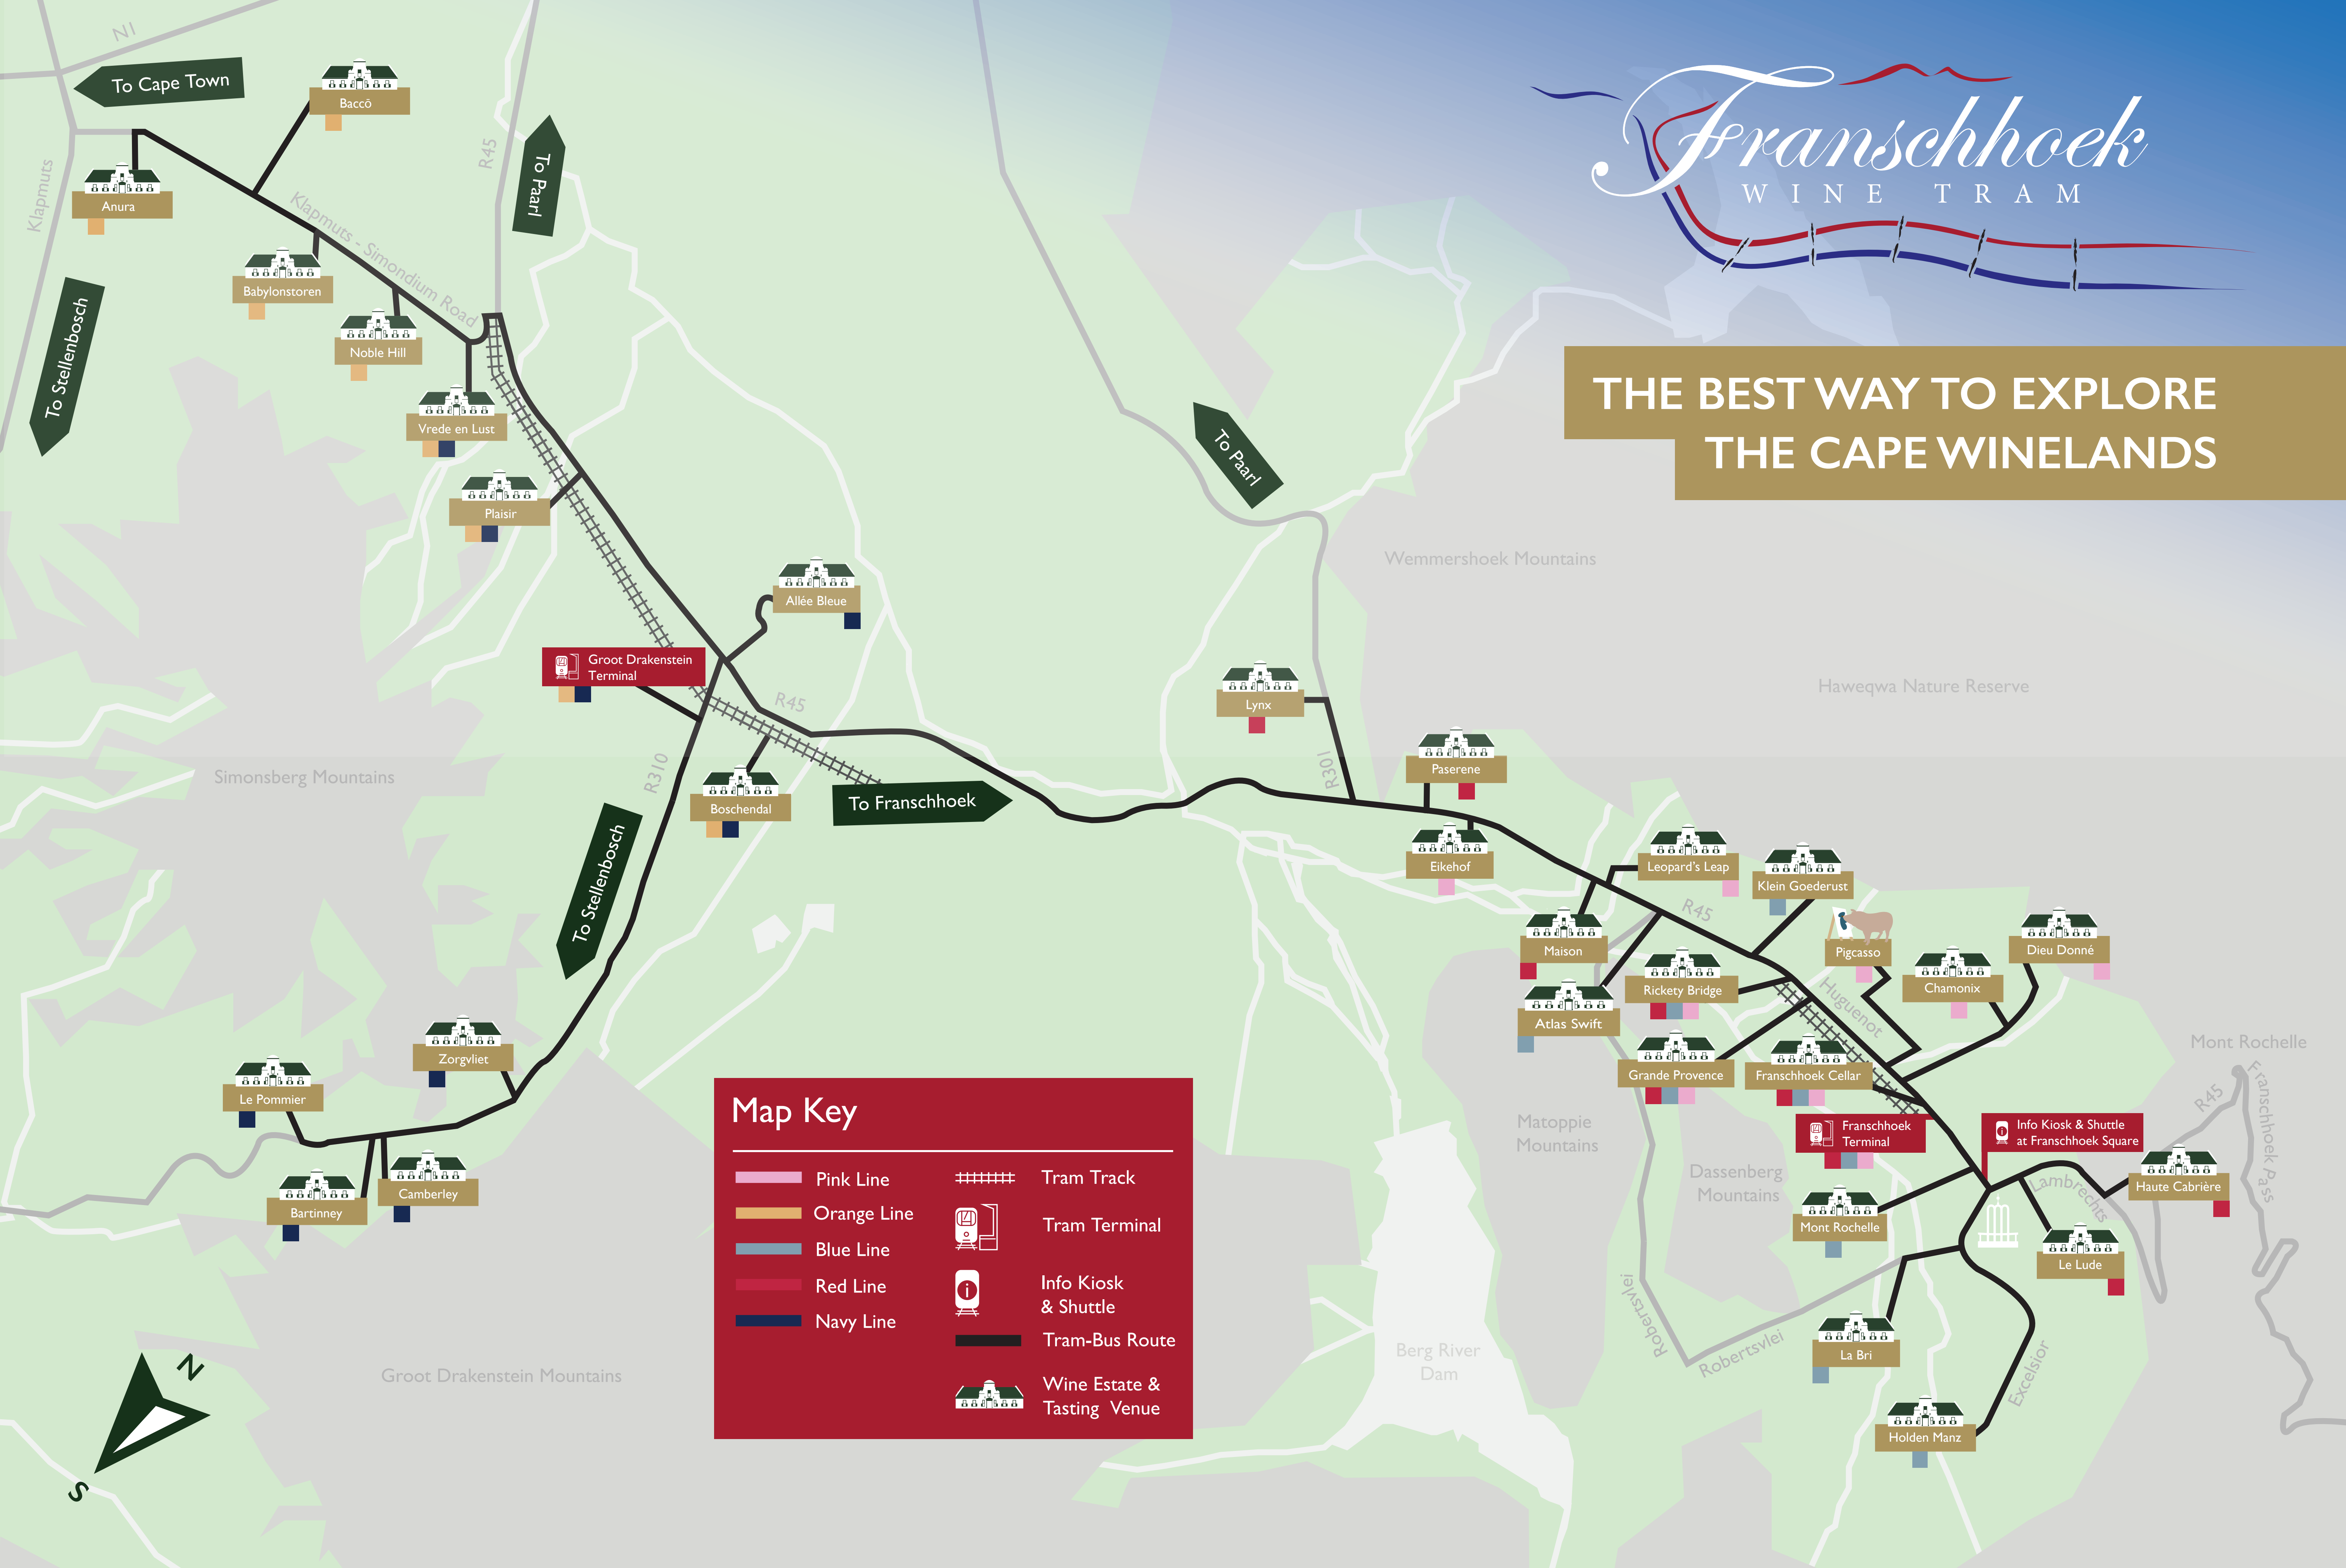 Franschhoek
WINE TRAM
THE BEST WAY TO EXPLORE
THE CAPE WINELANDS
N1
To Cape Town
Baccō
Klapmuts
Anura
R45
To Paarl
Klapmuts - Simondium Road
Babylonstoren
To Stellenbosch
Noble Hill
Vrede en Lust
Plaisir
To Paarl
Wemmershoek Mountains
Allée Bleue
Groot Drakenstein
Terminal
R45
Lynx
Haweqwa Nature Reserve
R310
Simonsberg Mountains
Boschendal
To Franschhoek
R301
Paserene
Eikehof
To Stellenbosch
Leopard's Leap
Klein Goederust
R45
Maison
Pigcasso
Dieu Donné
Rickety Bridge
Chamonix
Atlas Swift
Huguenot
Zorgvliet
Grande Provence
Franschhoek Cellar
Mont Rochelle
Le Pommier
R45
Franschhoek Pass
Matoppie
Mountains
Franschhoek
Terminal
Info Kiosk & Shuttle
at Franschhoek Square
Dassenberg
Mountains
Lambrechts
Haute Cabrière
Bartinney
Camberley
Mont Rochelle
Le Lude
Robertsvlei
Robertsvlei
La Bri
Excelsior
Berg River
Dam
Holden Manz
Groot Drakenstein Mountains
N
S
Map Key
Pink Line
Orange Line
Blue Line
Red Line
Navy Line
Tram Track
Tram Terminal
Info Kiosk
& Shuttle
Tram-Bus Route
Wine Estate &
Tasting Venue